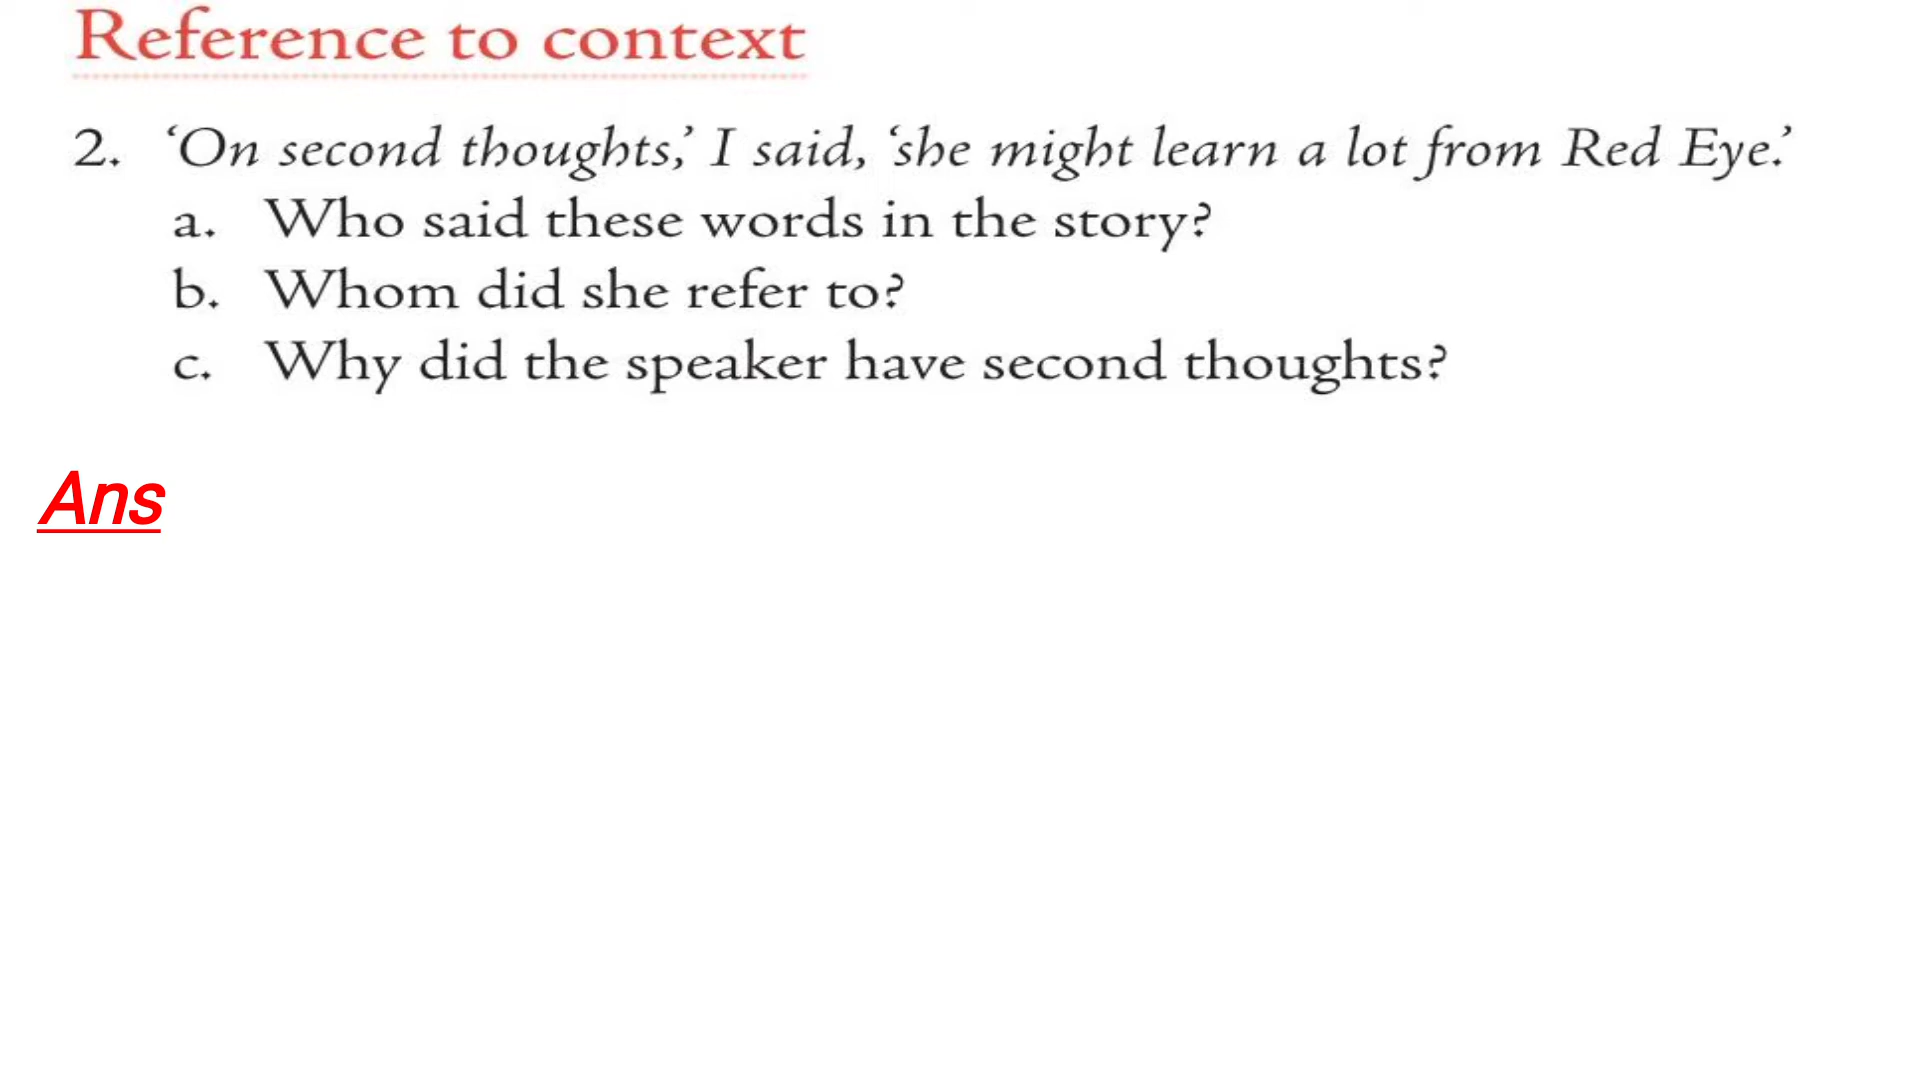 Reference to context
2. ‘On second thoughts,’ I said, ‘she might learn a lot from Red Eye.’
a. Who said these words in the story?
b. Whom did she refer to?
c. Why did the speaker have second thoughts?
Ans